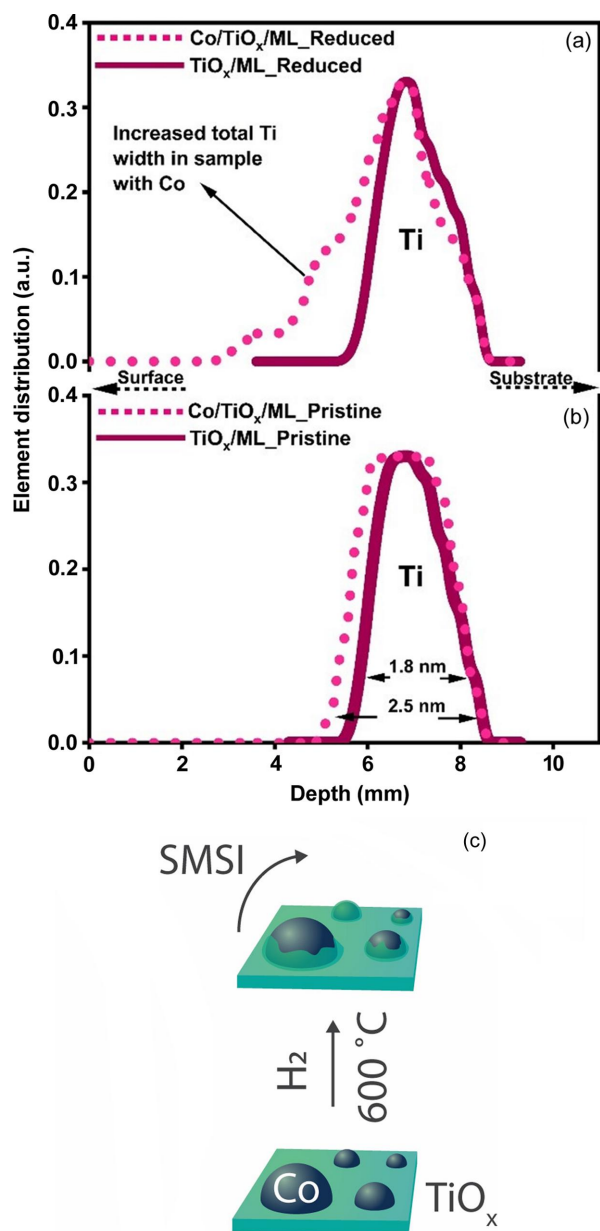 (a)
Co/TiOₓ/ML_Reduced
TiOₓ/ML_Reduced
Increased total Ti
width in sample
with Co
Ti
0.4
0.3
0.2
0.1
0.0
Surface
Substrate
Element distribution (a.u.)
(b)
Co/TiOₓ/ML_Pristine
TiOₓ/ML_Pristine
Ti
1.8 nm
2.5 nm
0.4
0.3
0.2
0.1
0.0
0 2 4 6 8 10
Depth (mm)
(c)
SMSI
H₂
600 °C
Co
TiOₓ